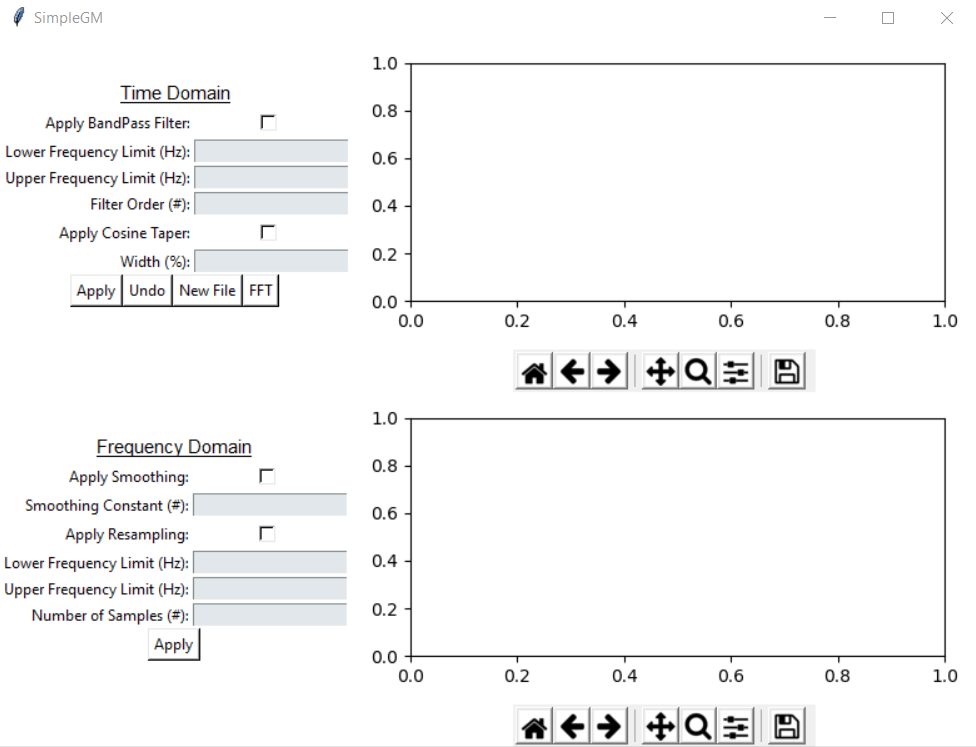 SimpleGM
Time Domain
Apply BandPass Filter:
Lower Frequency Limit (Hz):
Upper Frequency Limit (Hz):
Filter Order (#):
Apply Cosine Taper:
Width (%):
Apply Undo New File FFT
1.0
0.8
0.6
0.4
0.2
0.0
0.0 0.2 0.4 0.6 0.8 1.0
Frequency Domain
Apply Smoothing:
Smoothing Constant (#):
Apply Resampling:
Lower Frequency Limit (Hz):
Upper Frequency Limit (Hz):
Number of Samples (#):
Apply
1.0
0.8
0.6
0.4
0.2
0.0
0.0 0.2 0.4 0.6 0.8 1.0